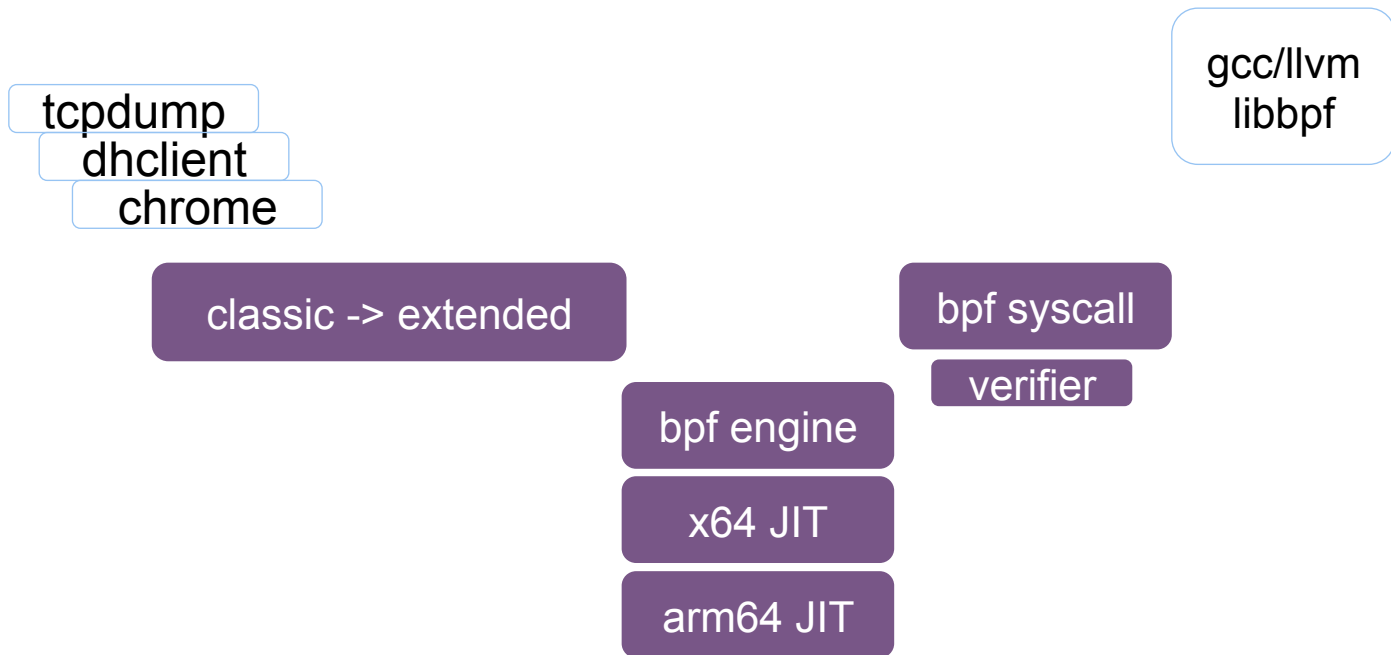 gcc/llvm
libbpf
tcpdump
dhclient
chrome
classic -> extended
bpf syscall
verifier
bpf engine
x64 JIT
arm64 JIT